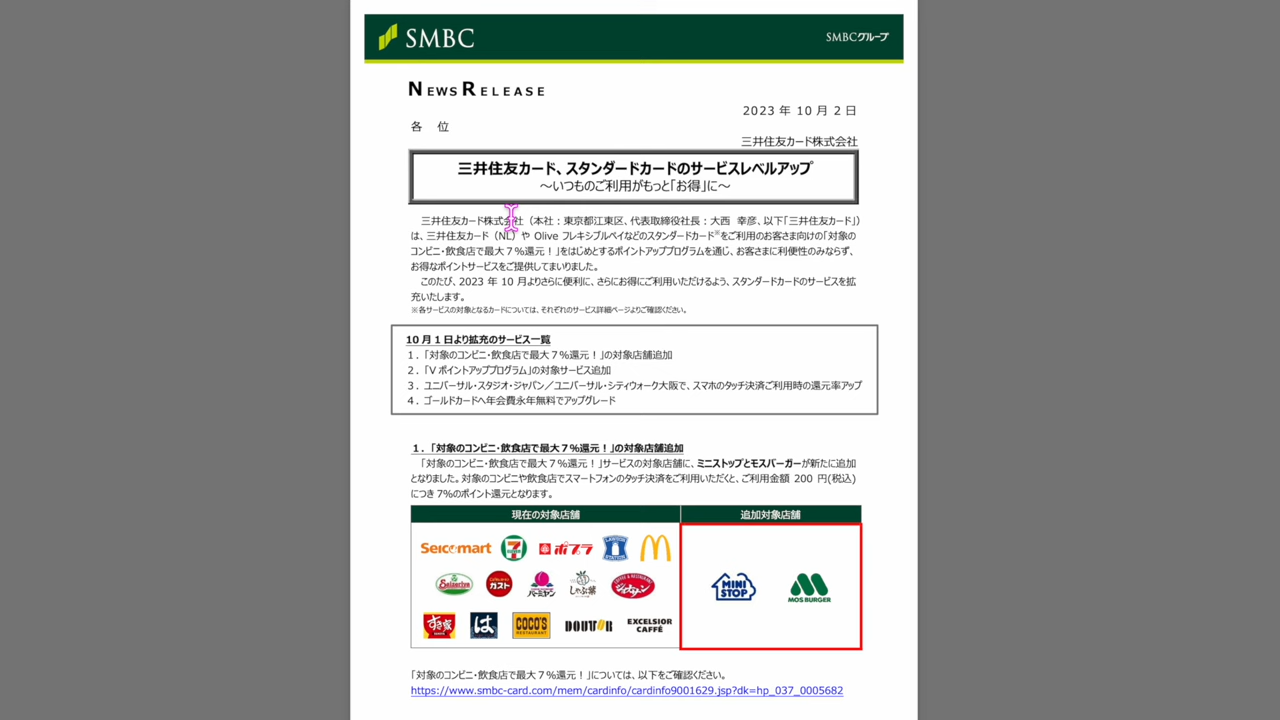 SMBC
SMBCグループ
NEWS RELEASE
2023 年 10 月 2 日
各 位
三井住友カード株式会社
三井住友カード、スタンダードカードのサービスレベルアップ
～いつものご利用がもっと「お得」に～
三井住友カード株式会社（本社：東京都江東区、代表取締役社長：大西 幸彦、以下「三井住友カード」）
は、三井住友カード（NL）や Olive フレキシブルペイなどのスタンダードカード※をご利用のお客さま向けの「対象の
コンビニ・飲食店で最大７％還元！」をはじめとするポイントアッププログラムを通じ、お客さまに利便性のみならず、
お得なポイントサービスをご提供してまいりました。
このたび、2023 年 10 月よりさらに便利に、さらにお得にご利用いただけるよう、スタンダードカードのサービスを拡
充いたします。
※各サービスの対象となるカードについては、それぞれのサービス詳細ページよりご確認ください。
10 月 1 日より拡充のサービス一覧
１．「対象のコンビニ・飲食店で最大７％還元！」の対象店舗追加
２．「V ポイントアッププログラム」の対象サービス追加
３．ユニバーサル・スタジオ・ジャパン／ユニバーサル・シティウォーク大阪で、スマホのタッチ決済ご利用時の還元率アップ
４．ゴールドカードへ年会費永年無料でアップグレード
１．「対象のコンビニ・飲食店で最大７％還元！」の対象店舗追加
「対象のコンビニ・飲食店で最大７％還元！」サービスの対象店舗に、ミニストップとモスバーガーが新たに追加
となりました。対象のコンビニや飲食店でスマートフォンのタッチ決済をご利用いただくと、ご利用金額 200 円(税込)
につき 7%のポイント還元となります。
現在の対象店舗 追加対象店舗
Seicomart 7 ELEVEN ポプラ LAWSON STATION M
Saizeriya ガスト バーミヤン しゃぶ葉 COFFEE & RESTAURANT ジョナサン
MINI STOP MOS BURGER
すき家 は COCO'S RESTAURANT DOUTOR EXCELSIOR CAFFÉ
「対象のコンビニ・飲食店で最大７％還元！」については、以下をご確認ください。
https://www.smbc-card.com/mem/cardinfo/cardinfo9001629.jsp?dk=hp_037_0005682